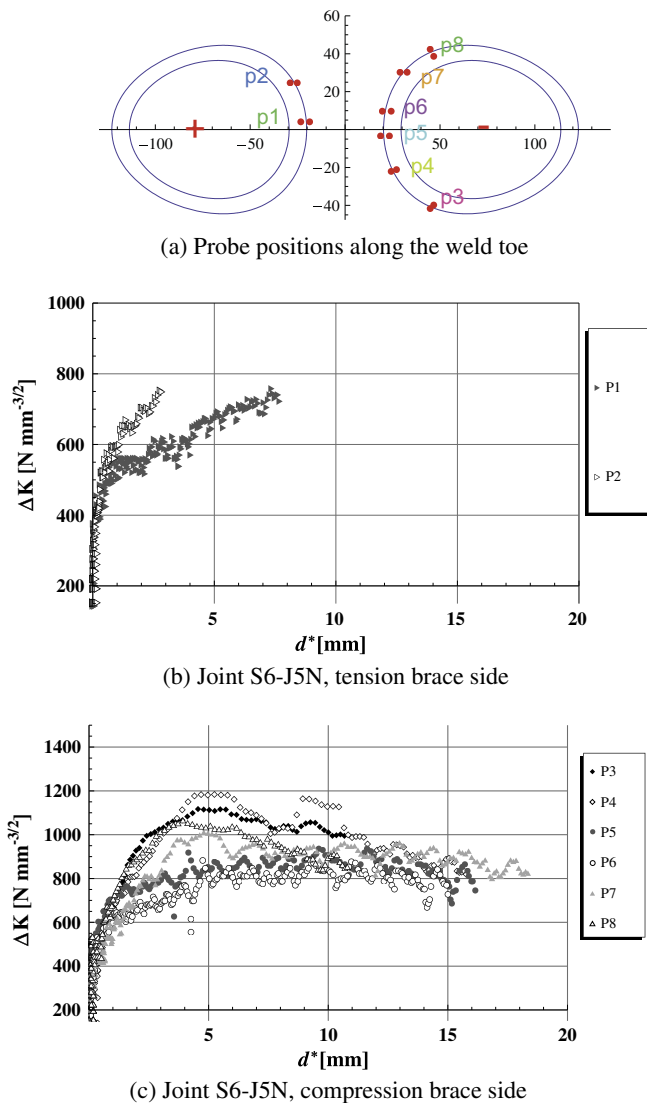 60
40
20
−20
−40
−100
−50
50
100
p2
p1
p8
p7
p6
p5
p4
p3
+
−
(a) Probe positions along the weld toe
1000
800
600
400
200
5
10
15
20
ΔK [N mm-3/2]
d*[mm]
P1
P2
(b) Joint S6-J5N, tension brace side
1400
1200
1000
800
600
400
200
5
10
15
20
ΔK [N mm-3/2]
d*[mm]
P3
P4
P5
P6
P7
P8
(c) Joint S6-J5N, compression brace side